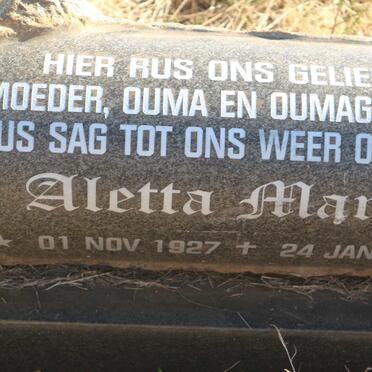 HIER RUS ONS GELIE
MOEDER, OUMA EN OUMAG
US SAG TOT ONS WEER O
Aletta Mar
01 NOV 1927 + 24 JAN